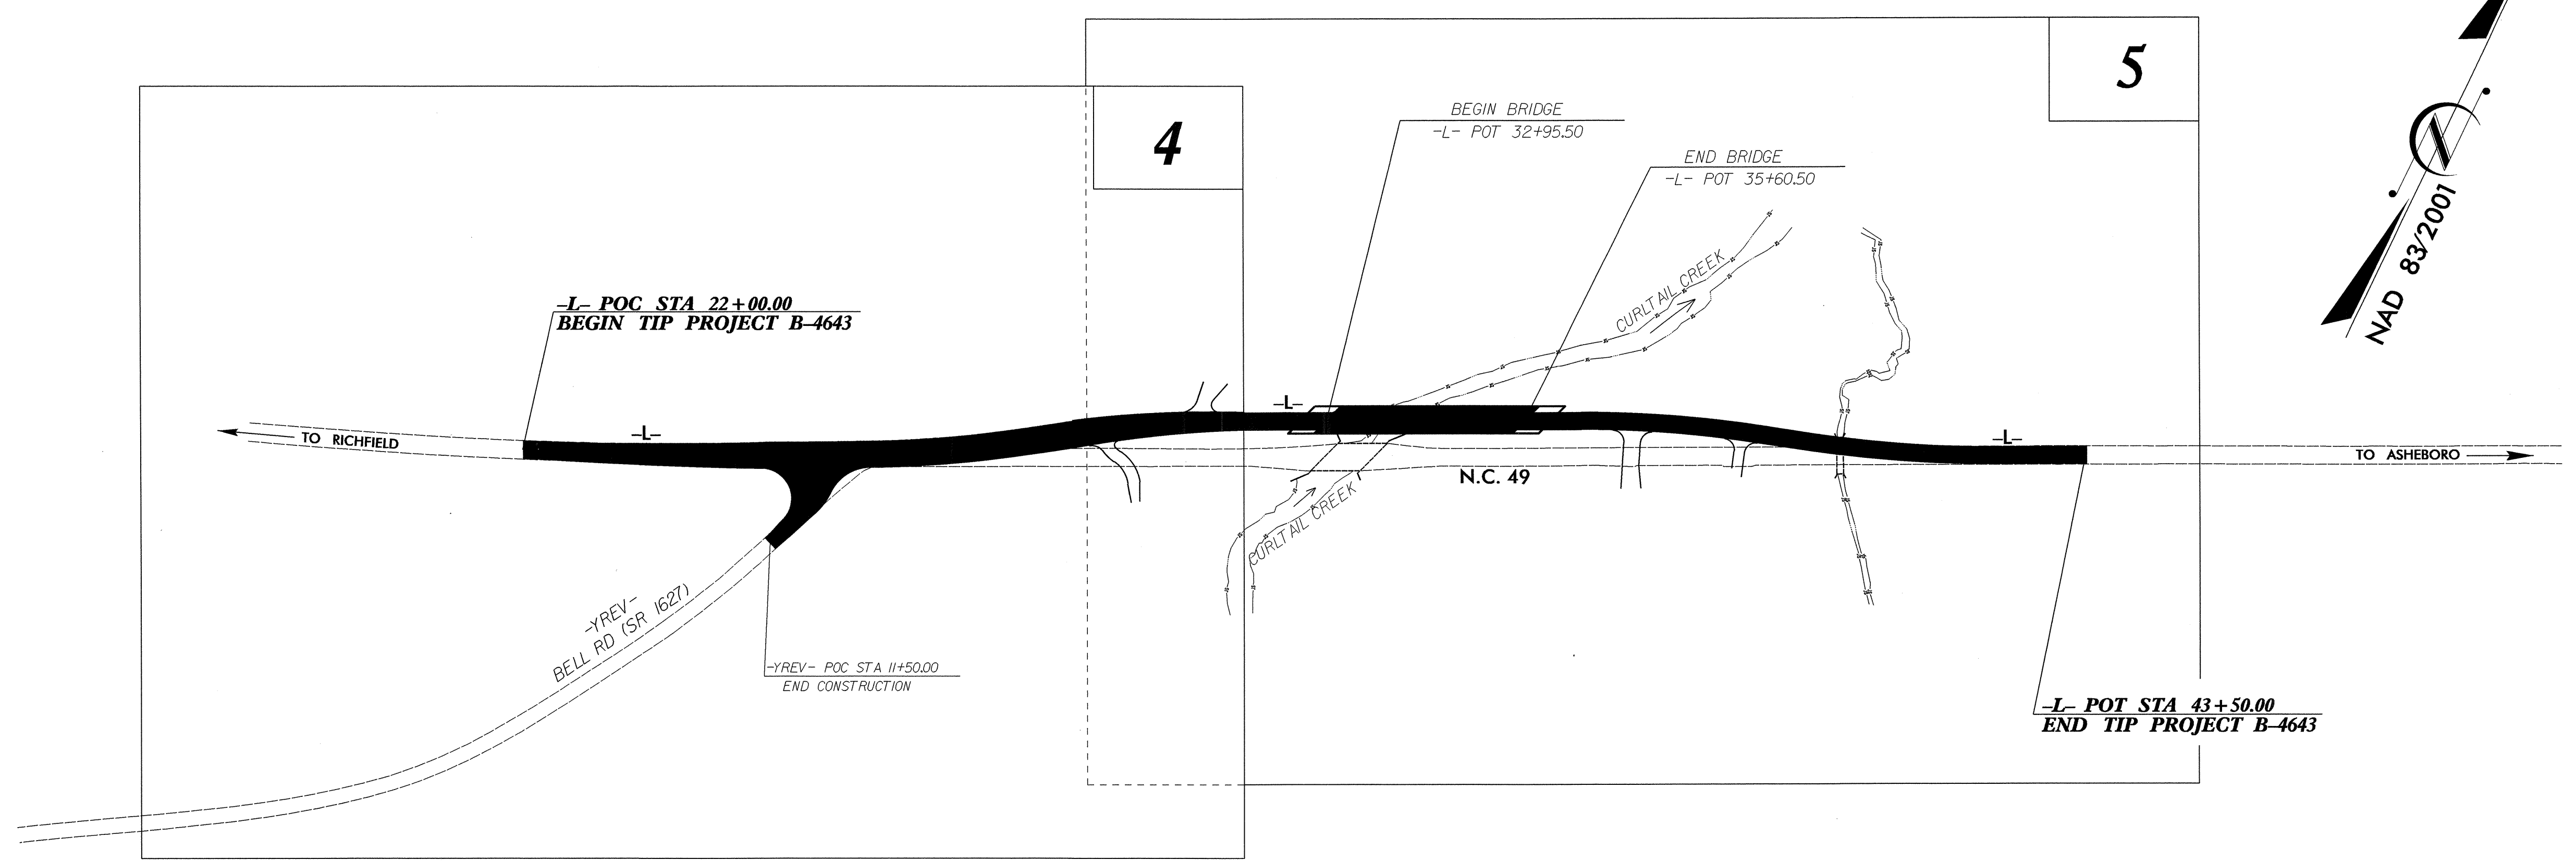 5
4
BEGIN BRIDGE
-L- POT 32+95.50
END BRIDGE
-L- POT 35+60.50
NAD 83/2001
CURLTAIL CREEK
-L- POC STA 22+00.00
BEGIN TIP PROJECT B-4643
TO RICHFIELD
-L-
-L-
-L-
TO ASHEBORO
N.C. 49
CURLTAIL CREEK
-YREV-
BELL RD (SR 1627)
-YREV- POC STA 11+50.00
END CONSTRUCTION
-L- POT STA 43+50.00
END TIP PROJECT B-4643